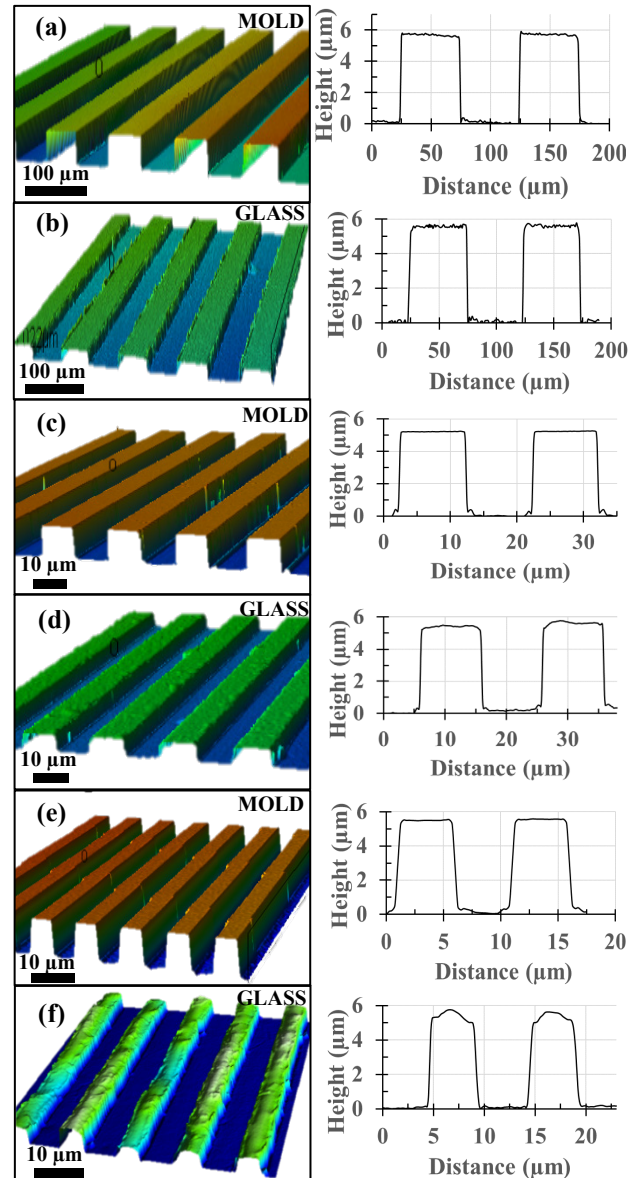 (a)
MOLD
100 µm
Height (µm)
6
4
2
0
0 50 100 150 200
Distance (µm)
(b)
GLASS
100 µm
Height (µm)
6
4
2
0
0 50 100 150 200
Distance (µm)
(c)
MOLD
10 µm
Height (µm)
6
4
2
0
0 10 20 30
Distance (µm)
(d)
GLASS
10 µm
Height (µm)
6
4
2
0
0 10 20 30
Distance (µm)
(e)
MOLD
10 µm
Height (µm)
6
4
2
0
0 5 10 15 20
Distance (µm)
(f)
GLASS
10 µm
Height (µm)
6
4
2
0
0 5 10 15 20
Distance (µm)